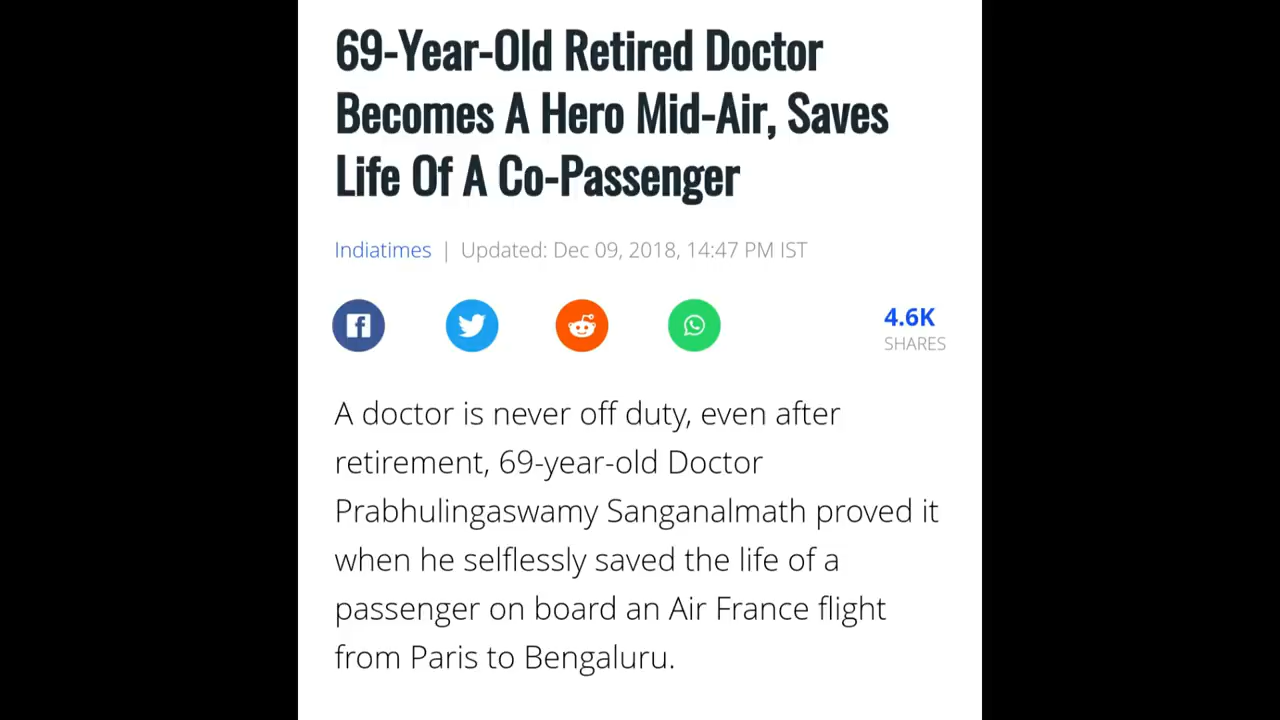 69-Year-Old Retired Doctor
Becomes A Hero Mid-Air, Saves
Life Of A Co-Passenger
Indiatimes | Updated: Dec 09, 2018, 14:47 PM IST
4.6K
SHARES
A doctor is never off duty, even after
retirement, 69-year-old Doctor
Prabhulingaswamy Sanganalmath proved it
when he selflessly saved the life of a
passenger on board an Air France flight
from Paris to Bengaluru.